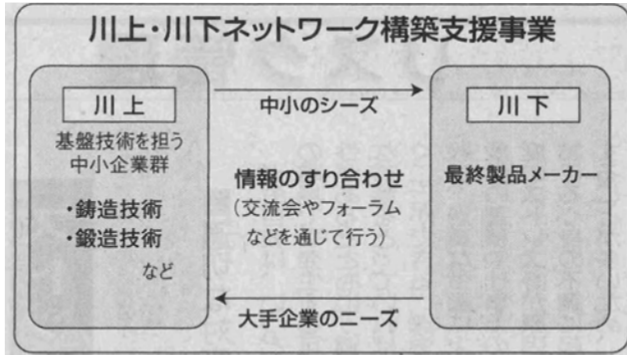 川上・川下ネットワーク構築支援事業
川上
基盤技術を担う
中小企業群
・鋳造技術
・鍛造技術
など
中小のシーズ
情報のすり合わせ
(交流会やフォーラム
などを通じて行う)
大手企業のニーズ
川下
最終製品メーカー